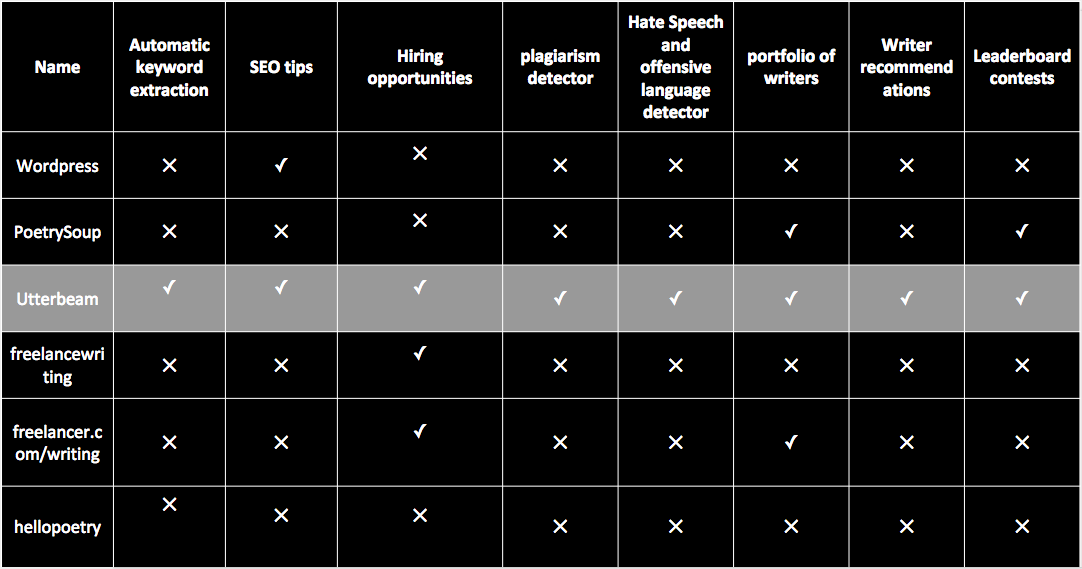 Name
Automatic
keyword
extraction
SEO tips
Hiring
opportunities
plagiarism
detector
Hate Speech
and
offensive
language
detector
portfolio of
writers
Writer
recommend
ations
Leaderboard
contests
Wordpress
✕ ✓ ✕ ✕ ✕ ✕ ✕ ✕
PoetrySoup
✕ ✕ ✕ ✕ ✕ ✓ ✕ ✓
Utterbeam
✓ ✓ ✓ ✓ ✓ ✓ ✓ ✓
freelancewri
ting
✕ ✕ ✓ ✕ ✕ ✕ ✕ ✕
freelancer.c
om/writing
✕ ✕ ✓ ✕ ✕ ✓ ✕ ✕
hellopoetry
✕ ✕ ✕ ✕ ✕ ✕ ✕ ✕